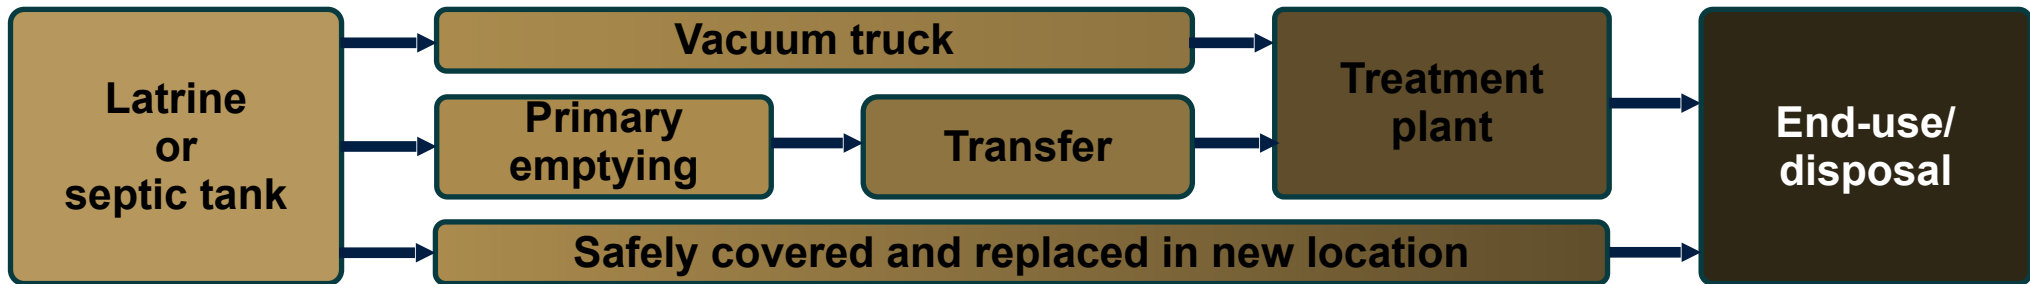 Latrine
or
septic tank
Vacuum truck
Primary
emptying
Transfer
Safely covered and replaced in new location
Treatment
plant
End-use/
disposal